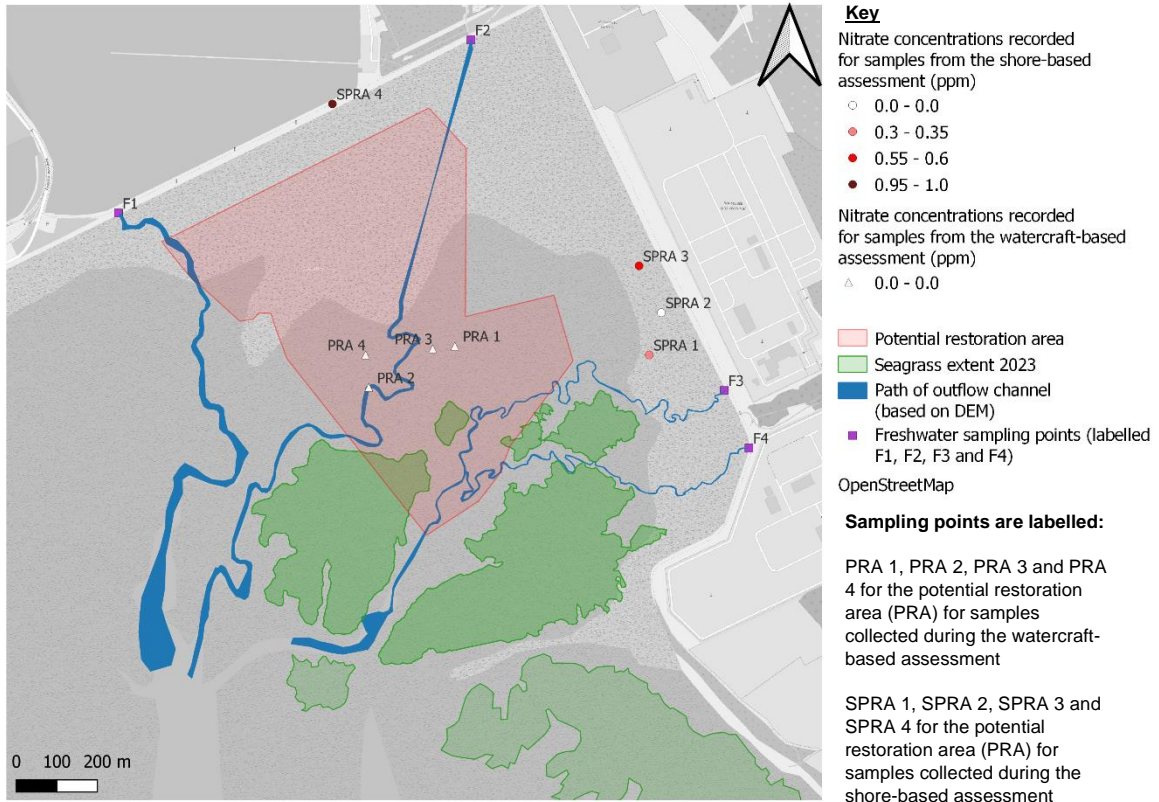 F2
SPRA 4
F1
SPRA 3
SPRA 2
PRA 4
PRA 3
PRA 1
SPRA 1
PRA 2
F3
F4
0 100 200 m
Key
Nitrate concentrations recorded
for samples from the shore-based
assessment (ppm)
0.0 - 0.0
0.3 - 0.35
0.55 - 0.6
0.95 - 1.0
Nitrate concentrations recorded
for samples from the watercraft-based
assessment (ppm)
0.0 - 0.0
Potential restoration area
Seagrass extent 2023
Path of outflow channel
(based on DEM)
Freshwater sampling points (labelled
F1, F2, F3 and F4)
OpenStreetMap
Sampling points are labelled:
PRA 1, PRA 2, PRA 3 and PRA
4 for the potential restoration
area (PRA) for samples
collected during the watercraft-
based assessment
SPRA 1, SPRA 2, SPRA 3 and
SPRA 4 for the potential
restoration area (PRA) for
samples collected during the
shore-based assessment